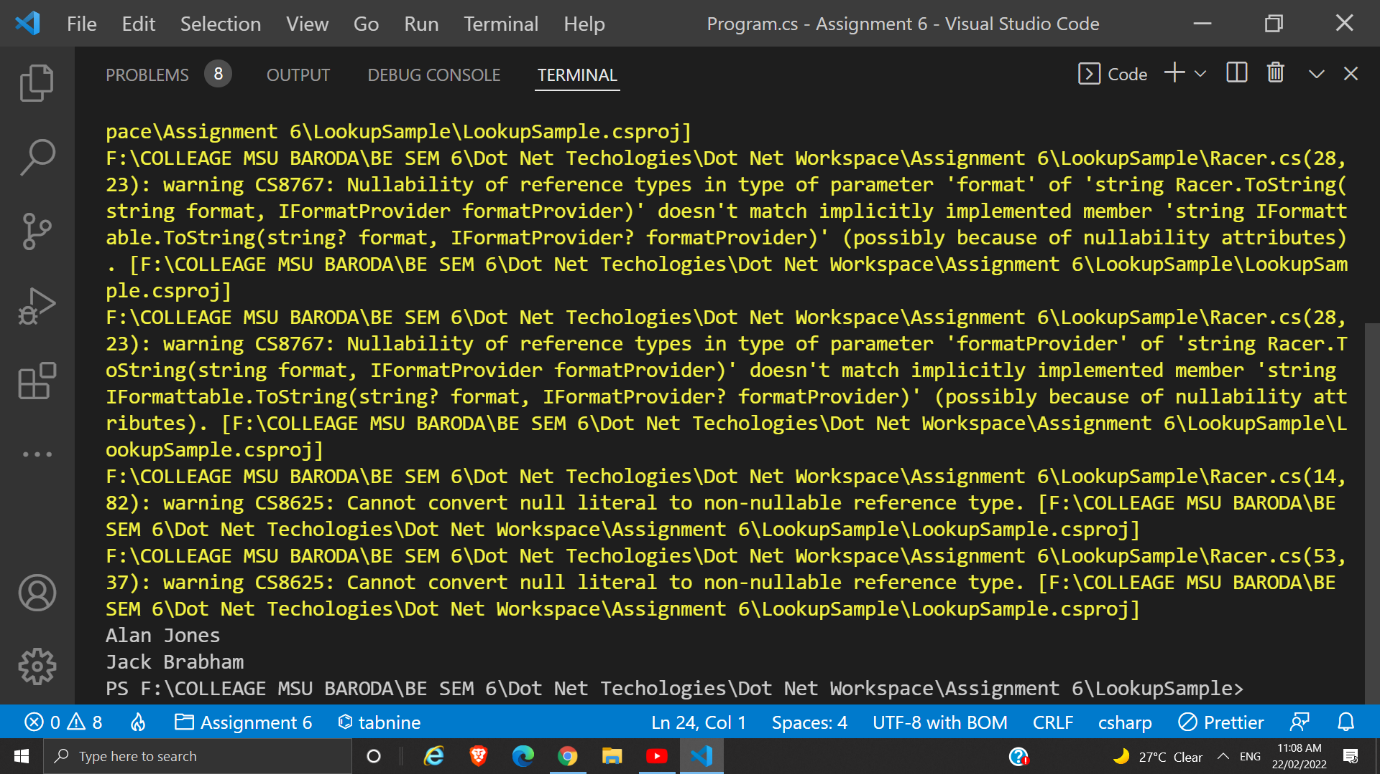 File Edit Selection View Go Run Terminal Help Program.cs - Assignment 6 - Visual Studio Code
PROBLEMS 8 OUTPUT DEBUG CONSOLE TERMINAL Code
pace\Assignment 6\LookupSample\LookupSample.csproj]
F:\COLLEAGE MSU BARODA\BE SEM 6\Dot Net Techologies\Dot Net Workspace\Assignment 6\LookupSample\Racer.cs(28,
23): warning CS8767: Nullability of reference types in type of parameter 'format' of 'string Racer.ToString(
string format, IFormatProvider formatProvider)' doesn't match implicitly implemented member 'string IFormatt
able.ToString(string? format, IFormatProvider? formatProvider)' (possibly because of nullability attributes)
. [F:\COLLEAGE MSU BARODA\BE SEM 6\Dot Net Techologies\Dot Net Workspace\Assignment 6\LookupSample\LookupSam
ple.csproj]
F:\COLLEAGE MSU BARODA\BE SEM 6\Dot Net Techologies\Dot Net Workspace\Assignment 6\LookupSample\Racer.cs(28,
23): warning CS8767: Nullability of reference types in type of parameter 'formatProvider' of 'string Racer.T
oString(string format, IFormatProvider formatProvider)' doesn't match implicitly implemented member 'string
IFormattable.ToString(string? format, IFormatProvider? formatProvider)' (possibly because of nullability att
ributes). [F:\COLLEAGE MSU BARODA\BE SEM 6\Dot Net Techologies\Dot Net Workspace\Assignment 6\LookupSample\L
ookupSample.csproj]
F:\COLLEAGE MSU BARODA\BE SEM 6\Dot Net Techologies\Dot Net Workspace\Assignment 6\LookupSample\Racer.cs(14,
82): warning CS8625: Cannot convert null literal to non-nullable reference type. [F:\COLLEAGE MSU BARODA\BE
SEM 6\Dot Net Techologies\Dot Net Workspace\Assignment 6\LookupSample\LookupSample.csproj]
F:\COLLEAGE MSU BARODA\BE SEM 6\Dot Net Techologies\Dot Net Workspace\Assignment 6\LookupSample\Racer.cs(53,
37): warning CS8625: Cannot convert null literal to non-nullable reference type. [F:\COLLEAGE MSU BARODA\BE
SEM 6\Dot Net Techologies\Dot Net Workspace\Assignment 6\LookupSample\LookupSample.csproj]
Alan Jones
Jack Brabham
PS F:\COLLEAGE MSU BARODA\BE SEM 6\Dot Net Techologies\Dot Net Workspace\Assignment 6\LookupSample>
0 8 Assignment 6 tabnine Ln 24, Col 1 Spaces: 4 UTF-8 with BOM CRLF csharp Prettier
Type here to search 27°C Clear ENG 11:08 AM
22/02/2022